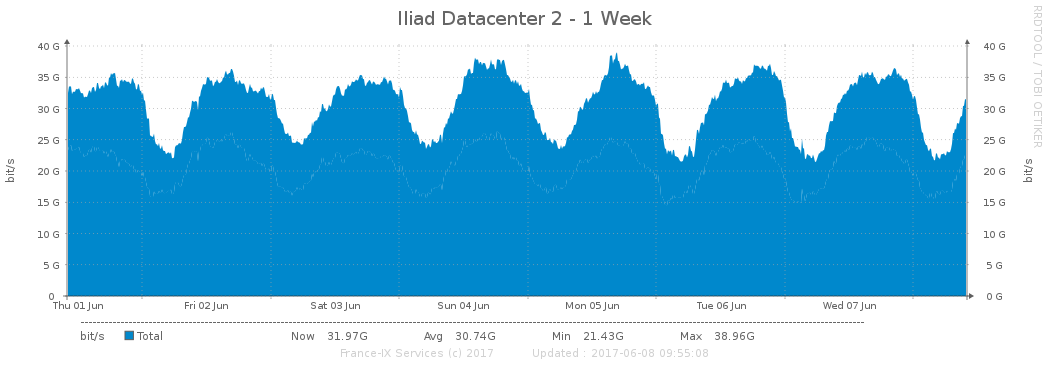 Iliad Datacenter 2 - 1 Week
RRDTOOL / TOBI OETIKER
40 G 40 G
35 G 35 G
30 G 30 G
25 G 25 G
20 G 20 G
15 G 15 G
10 G 10 G
5 G 5 G
0 0 G
bit/s bit/s
Thu 01 Jun Fri 02 Jun Sat 03 Jun Sun 04 Jun Mon 05 Jun Tue 06 Jun Wed 07 Jun
bit/s Total Now 31.97G Avg 30.74G Min 21.43G Max 38.96G
France-IX Services (c) 2017 Updated : 2017-06-08 09:55:08